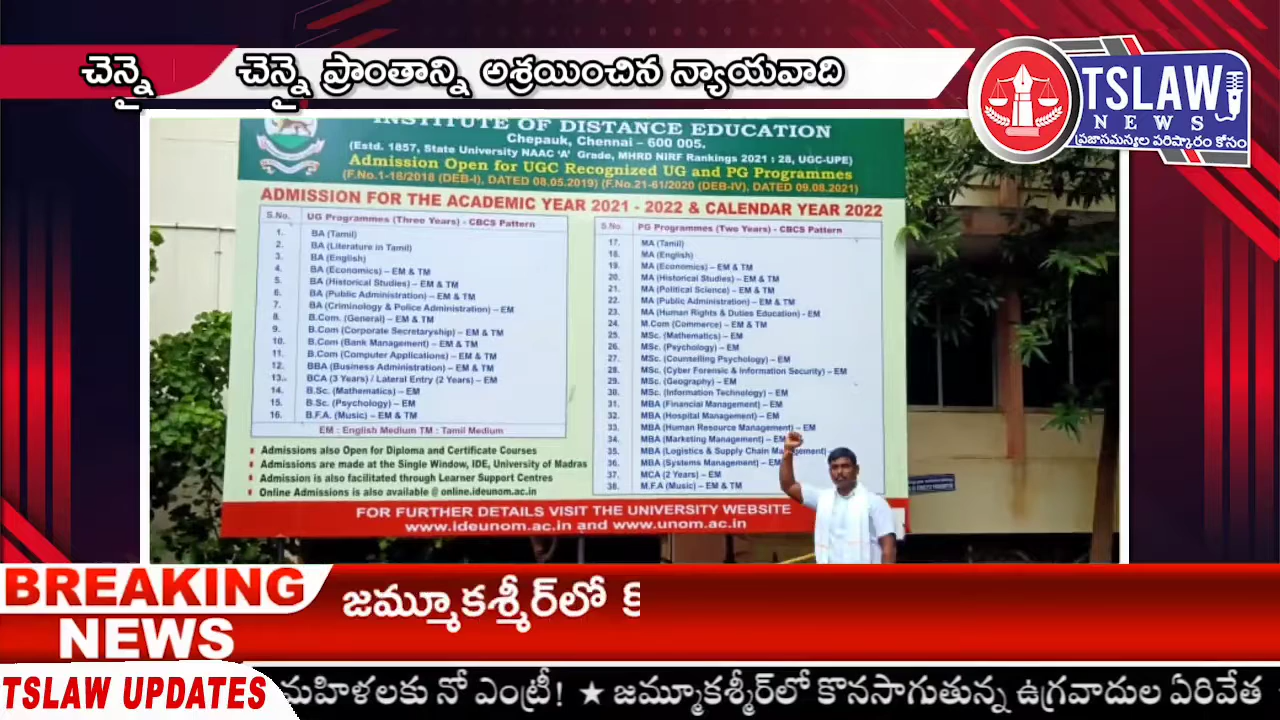 చెన్నై
చెన్నై ప్రాంతాన్ని అశ్రయించిన న్యాయవాది
TSLAW
NEWS
ప్రజాసమస్యల పరిష్కారం కోసం
INSTITUTE OF DISTANCE EDUCATION
Chepauk, Chennai – 600 005.
(Estd. 1857, State University NAAC 'A' Grade, MHRD NIRF Rankings 2021 : 28, UGC-UPE)
Admission Open for UGC Recognized UG and PG Programmes
(F.No.1-18/2018 (DEB-I), DATED 08.05.2019) (F.No.21-61/2020 (DEB-IV), DATED 09.08.2021)
ADMISSION FOR THE ACADEMIC YEAR 2021 - 2022 & CALENDAR YEAR 2022
S.No. UG Programmes (Three Years) - CBCS Pattern
1. BA (Tamil)
2. BA (Literature in Tamil)
3. BA (English)
4. BA (Economics) – EM & TM
5. BA (Historical Studies) – EM & TM
6. BA (Public Administration) – EM & TM
7. BA (Criminology & Police Administration) – EM
8. B.Com. (General) – EM & TM
9. B.Com (Corporate Secretaryship) – EM & TM
10. B.Com (Bank Management) – EM & TM
11. B.Com (Computer Applications) – EM & TM
12. BBA (Business Administration) – EM & TM
13. BCA (3 Years) / Lateral Entry (2 Years) – EM
14. B.Sc. (Mathematics) – EM
15. B.Sc. (Psychology) – EM
16. B.F.A. (Music) – EM & TM
EM : English Medium TM : Tamil Medium
S.No. PG Programmes (Two Years) - CBCS Pattern
17. MA (Tamil)
18. MA (English)
19. MA (Economics) – EM & TM
20. MA (Historical Studies) – EM & TM
21. MA (Political Science) – EM & TM
22. MA (Public Administration) – EM & TM
23. MA (Human Rights & Duties Education) - EM
24. M.Com (Commerce) – EM & TM
25. MSc. (Mathematics) – EM
26. MSc. (Psychology) – EM
27. MSc. (Counselling Psychology) – EM
28. MSc. (Cyber Forensic & Information Security) – EM
29. MSc. (Geography) – EM
30. MSc. (Information Technology) – EM
31. MBA (Financial Management) – EM
32. MBA (Hospital Management) – EM
33. MBA (Human Resource Management) – EM
34. MBA (Marketing Management) – EM
35. MBA (Logistics & Supply Chain Management)
36. MBA (Systems Management) – EM
37. MCA (2 Years) – EM
38. M.F.A (Music) – EM & TM
Admissions also Open for Diploma and Certificate Courses
Admissions are made at the Single Window, IDE, University of Madras
Admission is also facilitated through Learner Support Centres
Online Admissions is also available @ online.ideunom.ac.in
FOR FURTHER DETAILS VISIT THE UNIVERSITY WEBSITE
www.ideunom.ac.in and www.unom.ac.in
BREAKING
NEWS
జమ్మూకశ్మీర్‌లో
TSLAW UPDATES
మహిళలకు నో ఎంట్రీ! ★ జమ్మూకశ్మీర్‌లో కొనసాగుతున్న ఉగ్రవాదుల ఏరివేత